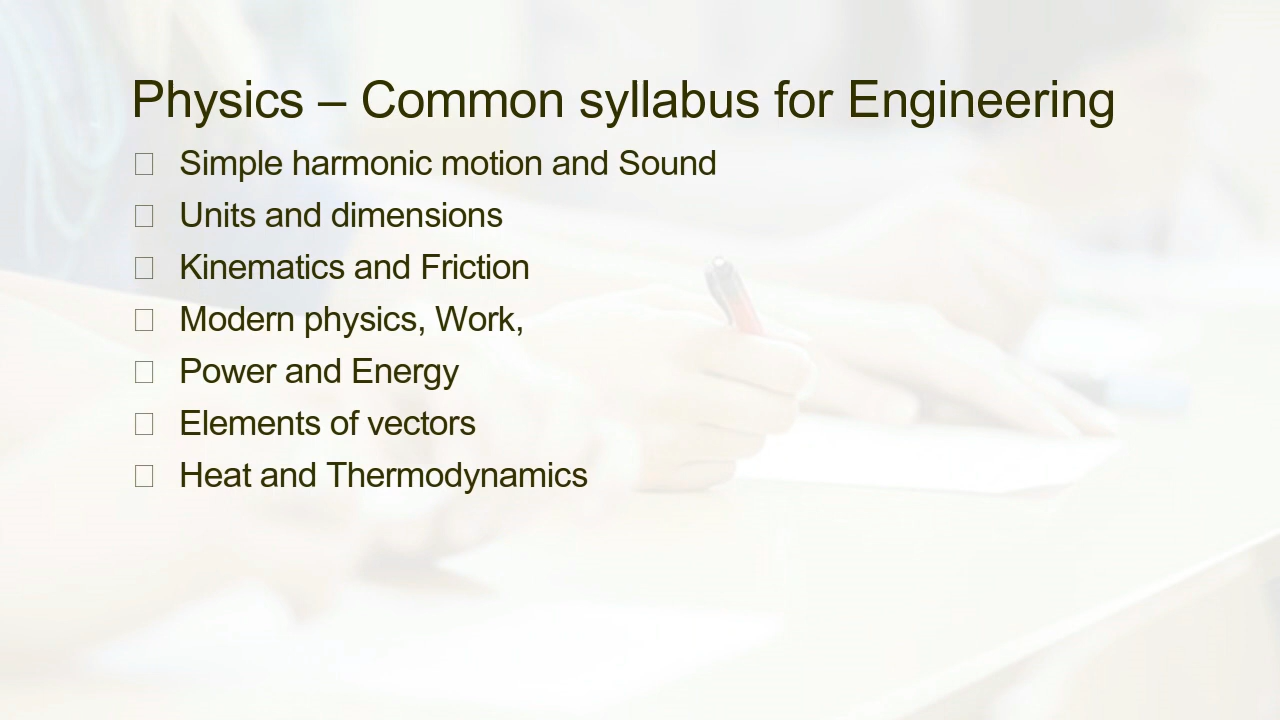 Physics – Common syllabus for Engineering
Simple harmonic motion and Sound
Units and dimensions
Kinematics and Friction
Modern physics, Work,
Power and Energy
Elements of vectors
Heat and Thermodynamics